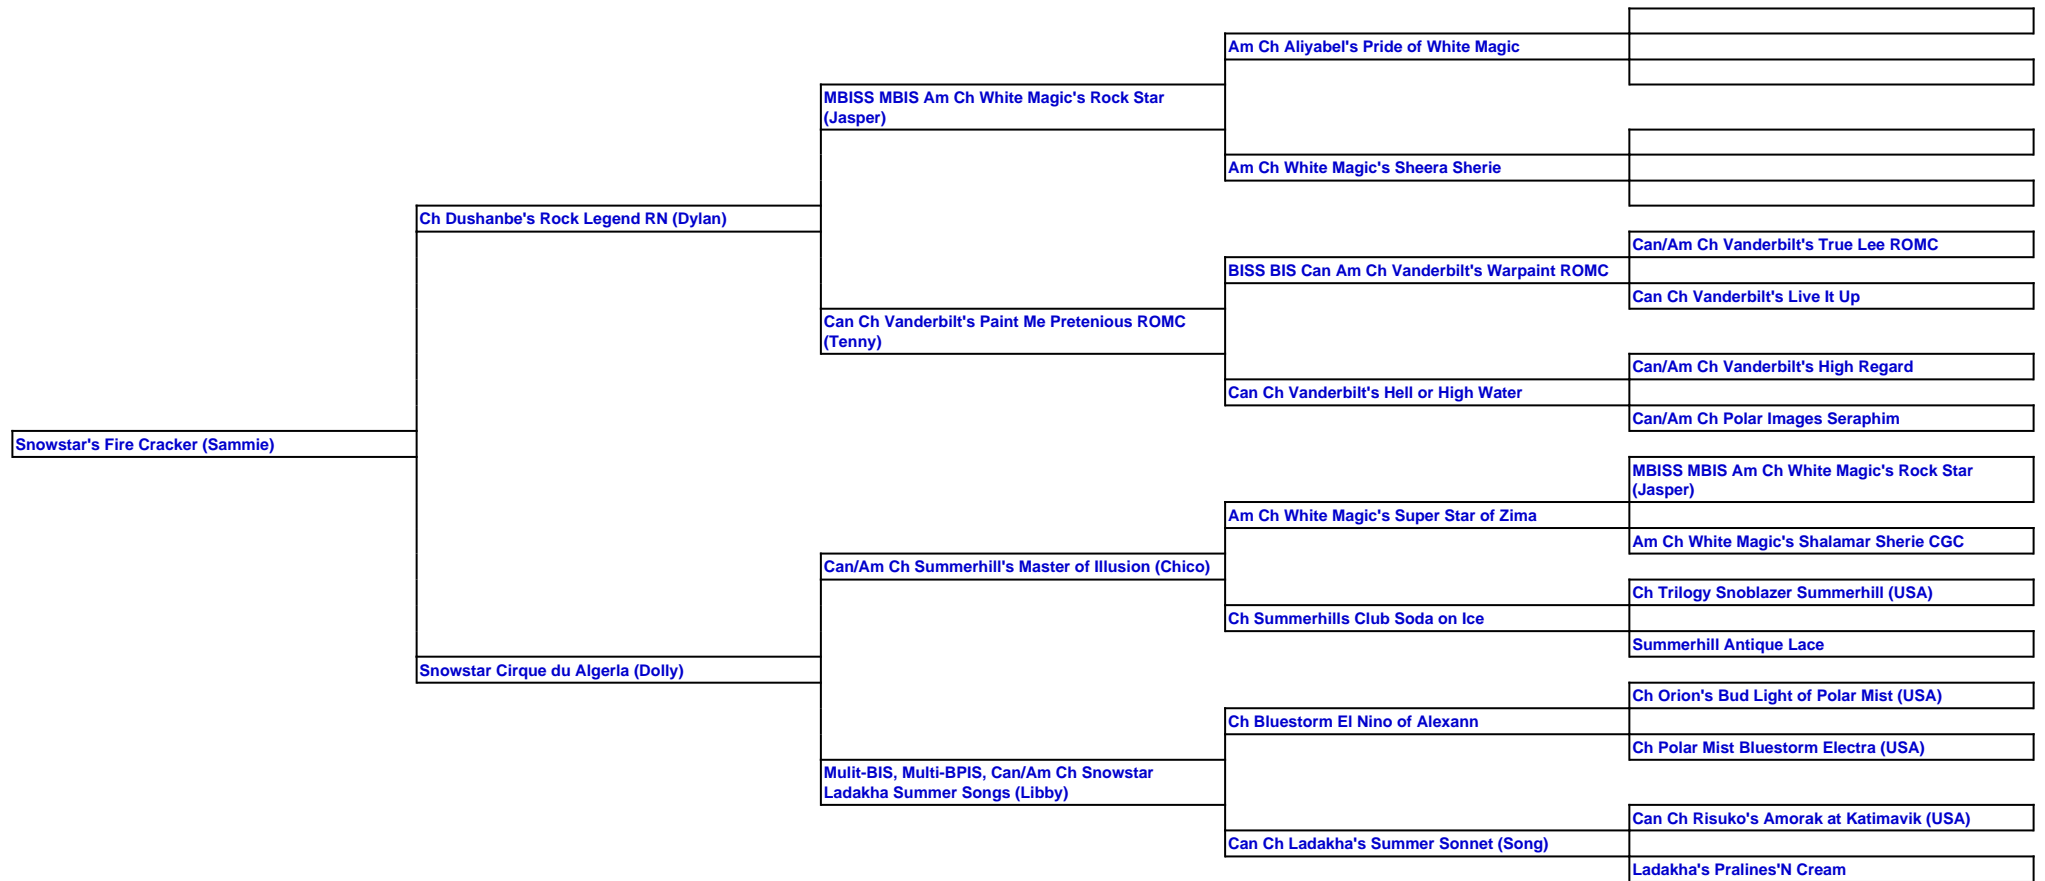 Am Ch Aliyabel's Pride of White Magic
MBISS MBIS Am Ch White Magic's Rock Star
(Jasper)
Am Ch White Magic's Sheera Sherie
Ch Dushanbe's Rock Legend RN (Dylan)
Can/Am Ch Vanderbilt's True Lee ROMC
BISS BIS Can Am Ch Vanderbilt's Warpaint ROMC
Can Ch Vanderbilt's Live It Up
Can Ch Vanderbilt's Paint Me Pretenious ROMC
(Tenny)
Can/Am Ch Vanderbilt's High Regard
Can Ch Vanderbilt's Hell or High Water
Can/Am Ch Polar Images Seraphim
Snowstar's Fire Cracker (Sammie)
MBISS MBIS Am Ch White Magic's Rock Star
(Jasper)
Am Ch White Magic's Super Star of Zima
Am Ch White Magic's Shalamar Sherie CGC
Can/Am Ch Summerhill's Master of Illusion (Chico)
Ch Trilogy Snoblazer Summerhill (USA)
Ch Summerhills Club Soda on Ice
Summerhill Antique Lace
Snowstar Cirque du Algerla (Dolly)
Ch Orion's Bud Light of Polar Mist (USA)
Ch Bluestorm El Nino of Alexann
Ch Polar Mist Bluestorm Electra (USA)
Mulit-BIS, Multi-BPIS, Can/Am Ch Snowstar
Ladakha Summer Songs (Libby)
Can Ch Risuko's Amorak at Katimavik (USA)
Can Ch Ladakha's Summer Sonnet (Song)
Ladakha's Pralines'N Cream